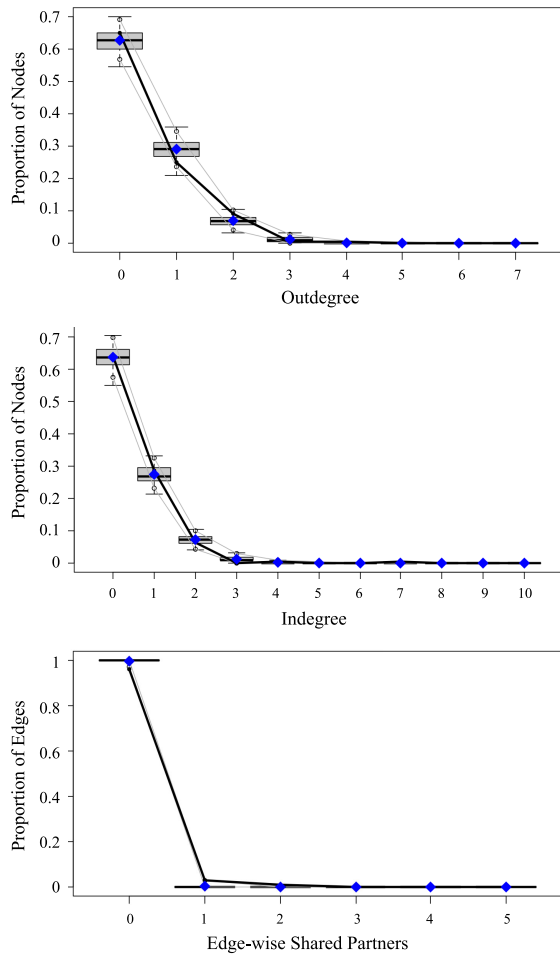 0.7
0.6
0.5
0.4
0.3
0.2
0.1
0
Proportion of Nodes
0 1 2 3 4 5 6 7
Outdegree
0.7
0.6
0.5
0.4
0.3
0.2
0.1
0
Proportion of Nodes
0 1 2 3 4 5 6 7 8 9 10
Indegree
1
0.8
0.6
0.4
0.2
0
Proportion of Edges
0 1 2 3 4 5
Edge-wise Shared Partners